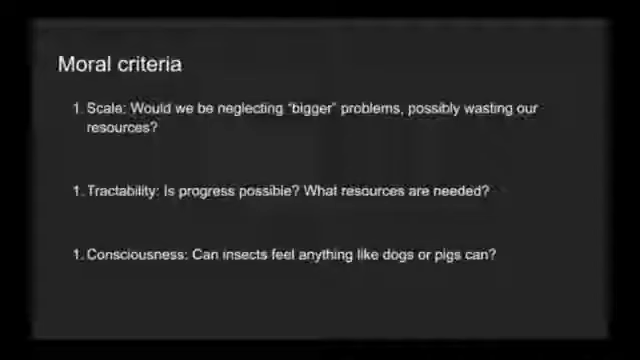 Moral criteria
1. Scale: Would we be neglecting “bigger” problems, possibly wasting our
resources?
1. Tractability: Is progress possible? What resources are needed?
1. Consciousness: Can insects feel anything like dogs or pigs can?